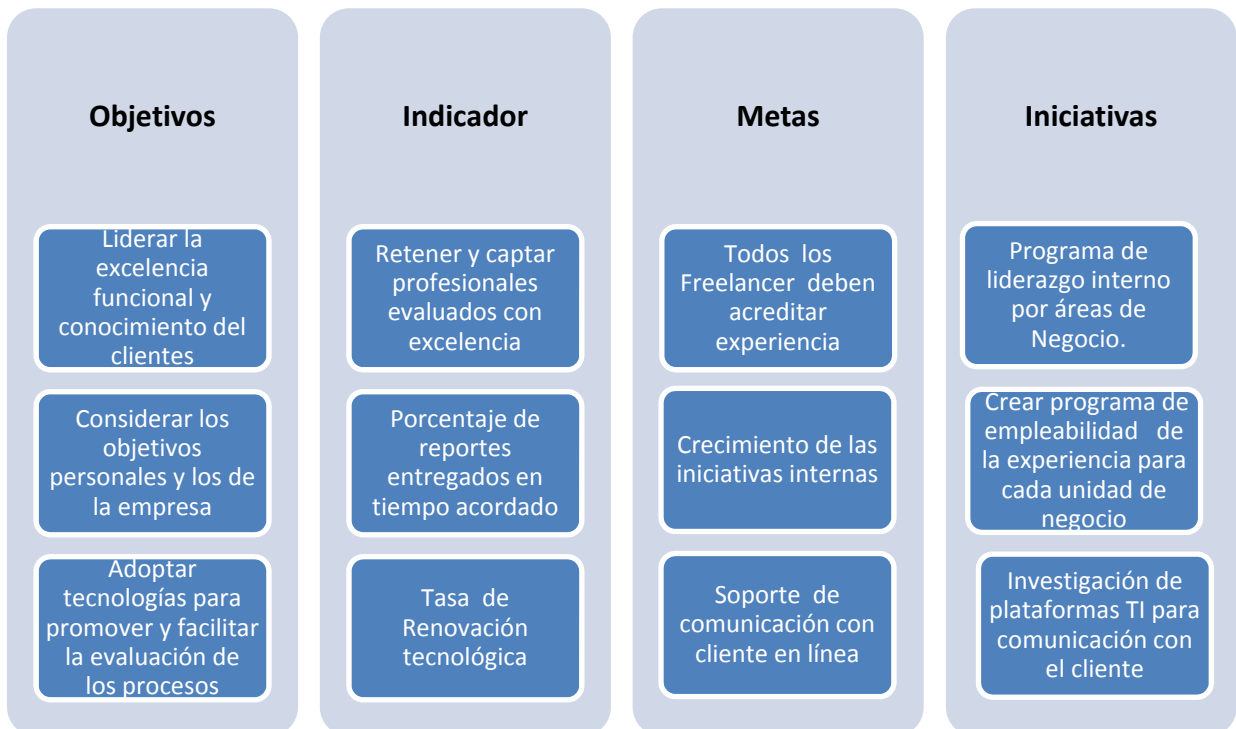 Objetivos
Liderar la
excelencia
funcional y
conocimiento del
clientes
Considerar los
objetivos
personales y los de
la empresa
Adoptar
tecnologías para
promover y facilitar
la evaluación de
los procesos
Indicador
Retener y captar
profesionales
evaluados con
excelencia
Porcentaje de
reportes
entregados en
tiempo acordado
Tasa de
Renovación
tecnológica
Metas
Todos los
Freelancer deben
acreditar
experiencia
Crecimiento de las
iniciativas internas
Soporte de
comunicación con
cliente en línea
Iniciativas
Programa de
liderazgo interno
por áreas de
Negocio.
Crear programa de
empleabilidad de
la experiencia para
cada unidad de
negocio
Investigación de
plataformas TI para
comunicación con
el cliente